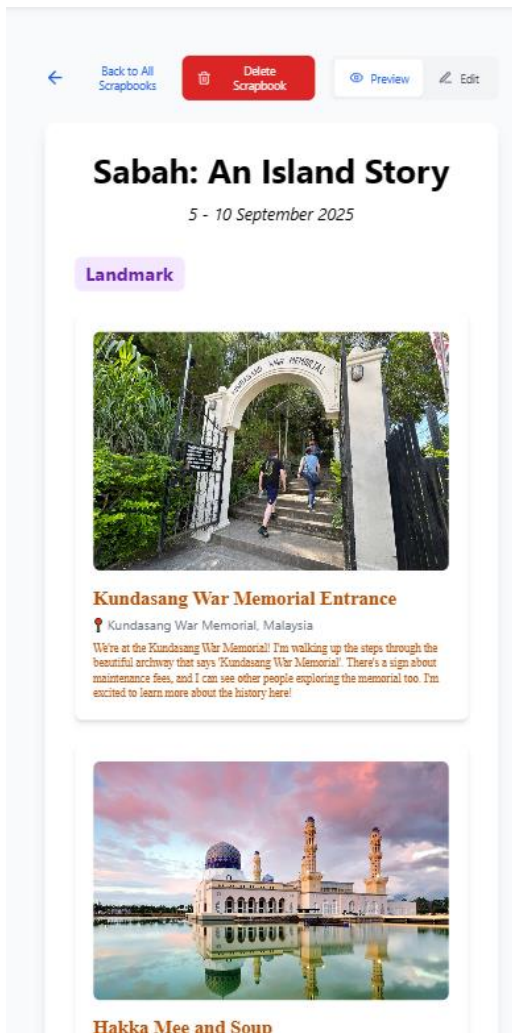 Back to All
Scrapbooks
Delete
Scrapbook
Preview
Edit
Sabah: An Island Story
5 - 10 September 2025
Landmark
KUNDASANG WAR MEMORIAL
Kundasang War Memorial Entrance
Kundasang War Memorial, Malaysia
We're at the Kundasang War Memorial! I'm walking up the steps through the
beautiful archway that says 'Kundasang War Memorial'. There's a sign about
maintenance fees, and I can see other people exploring the memorial too. I'm
excited to learn more about the history here!
Hakka Mee and Soup